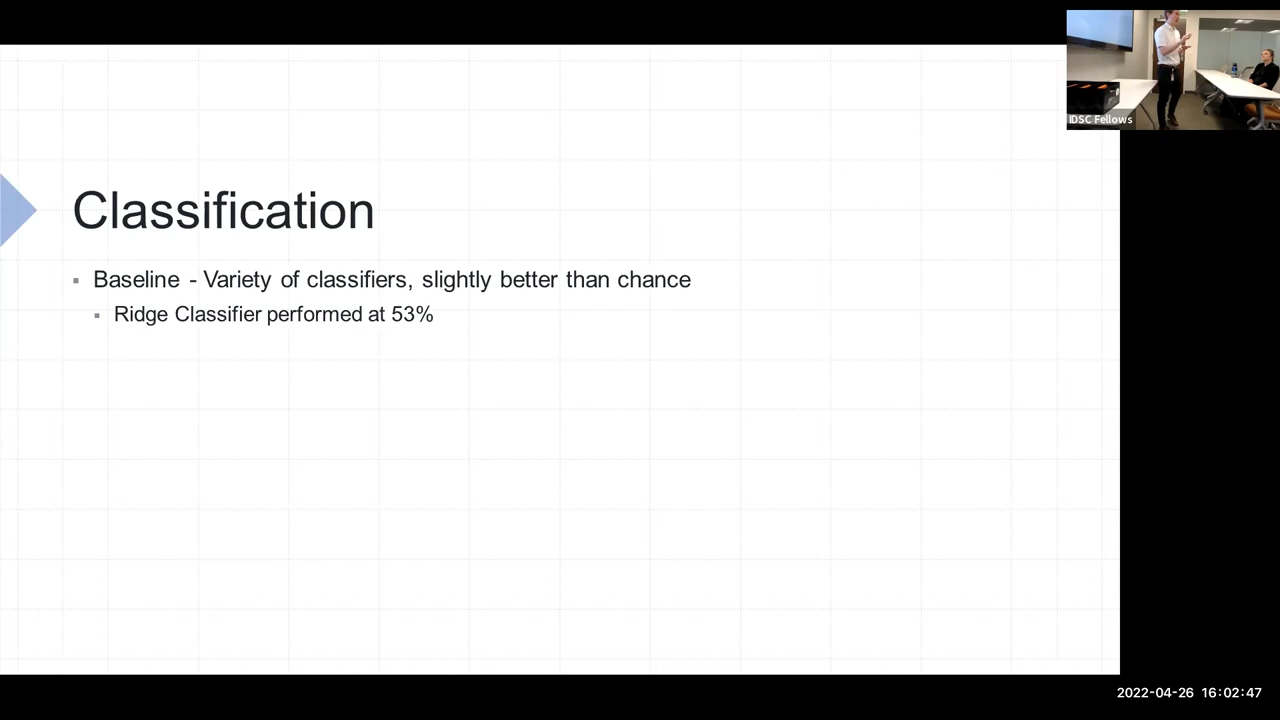 IDSC Fellows
Classification
Baseline - Variety of classifiers, slightly better than chance
Ridge Classifier performed at 53%
2022-04-26 16:02:47